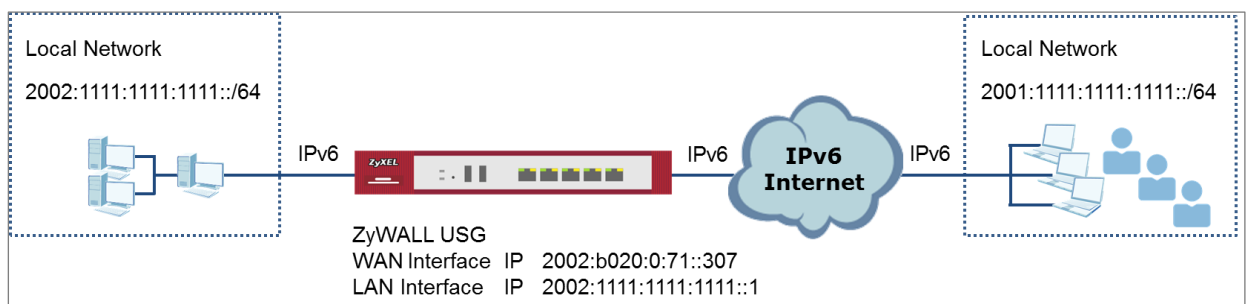 Local Network
2002:1111:1111:1111::/64
IPv6
ZyXEL
IPv6
IPv6
Internet
IPv6
Local Network
2001:1111:1111:1111::/64
ZyWALL USG
WAN Interface IP 2002:b020:0:71::307
LAN Interface IP 2002:1111:1111:1111::1